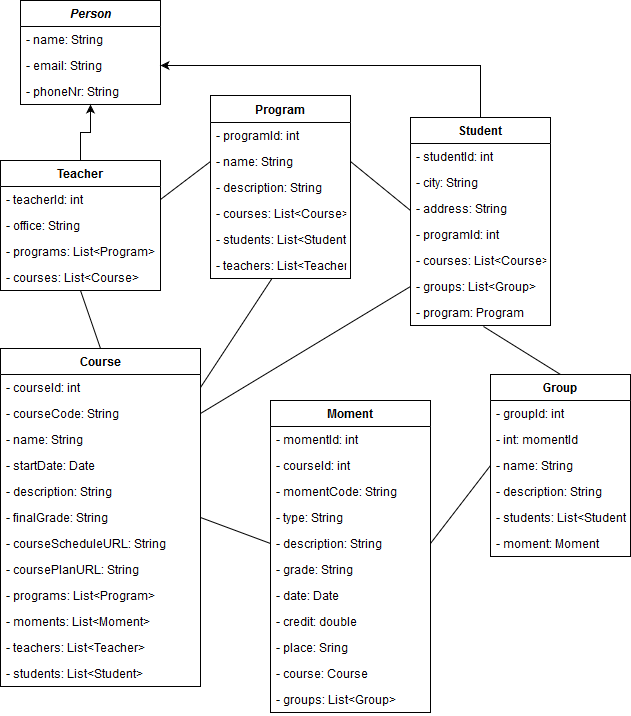 Person
- name: String
- email: String
- phoneNr: String
Teacher
- teacherId: int
- office: String
- programs: List<Program>
- courses: List<Course>
Program
- programId: int
- name: String
- description: String
- courses: List<Course>
- students: List<Student
- teachers: List<Teacher
Student
- studentId: int
- city: String
- address: String
- programId: int
- courses: List<Course>
- groups: List<Group>
- program: Program
Course
- courseId: int
- courseCode: String
- name: String
- startDate: Date
- description: String
- finalGrade: String
- courseScheduleURL: String
- coursePlanURL: String
- programs: List<Program>
- moments: List<Moment>
- teachers: List<Teacher>
- students: List<Student>
Moment
- momentId: int
- courseId: int
- momentCode: String
- type: String
- description: String
- grade: String
- date: Date
- credit: double
- place: Sring
- course: Course
- groups: List<Group>
Group
- groupId: int
- int: momentId
- name: String
- description: String
- students: List<Student
- moment: Moment